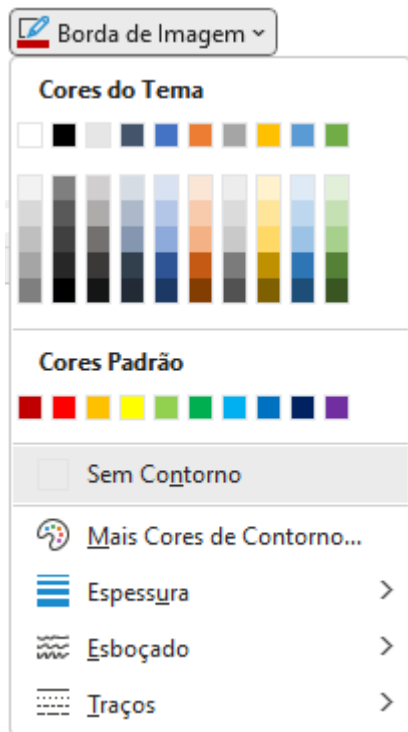 Borda de Imagem
Cores do Tema
Cores Padrão
Sem Contorno
Mais Cores de Contorno...
Espessura
Esboçado
Traços